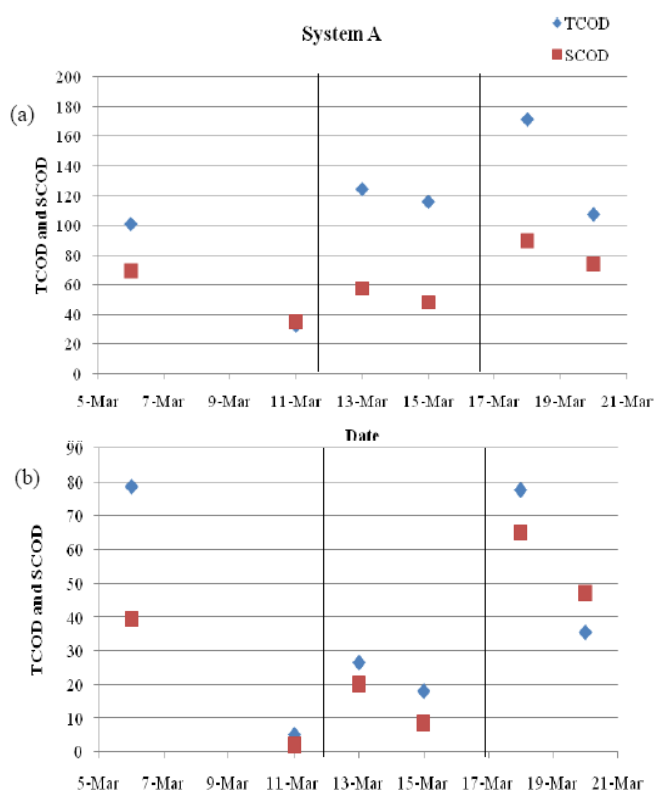 System A
TCOD
SCOD
(a)
TCOD and SCOD
200
180
160
140
120
100
80
60
40
20
0
5-Mar 7-Mar 9-Mar 11-Mar 13-Mar 15-Mar 17-Mar 19-Mar 21-Mar
Date
(b)
TCOD and SCOD
90
80
70
60
50
40
30
20
10
0
5-Mar 7-Mar 9-Mar 11-Mar 13-Mar 15-Mar 17-Mar 19-Mar 21-Mar